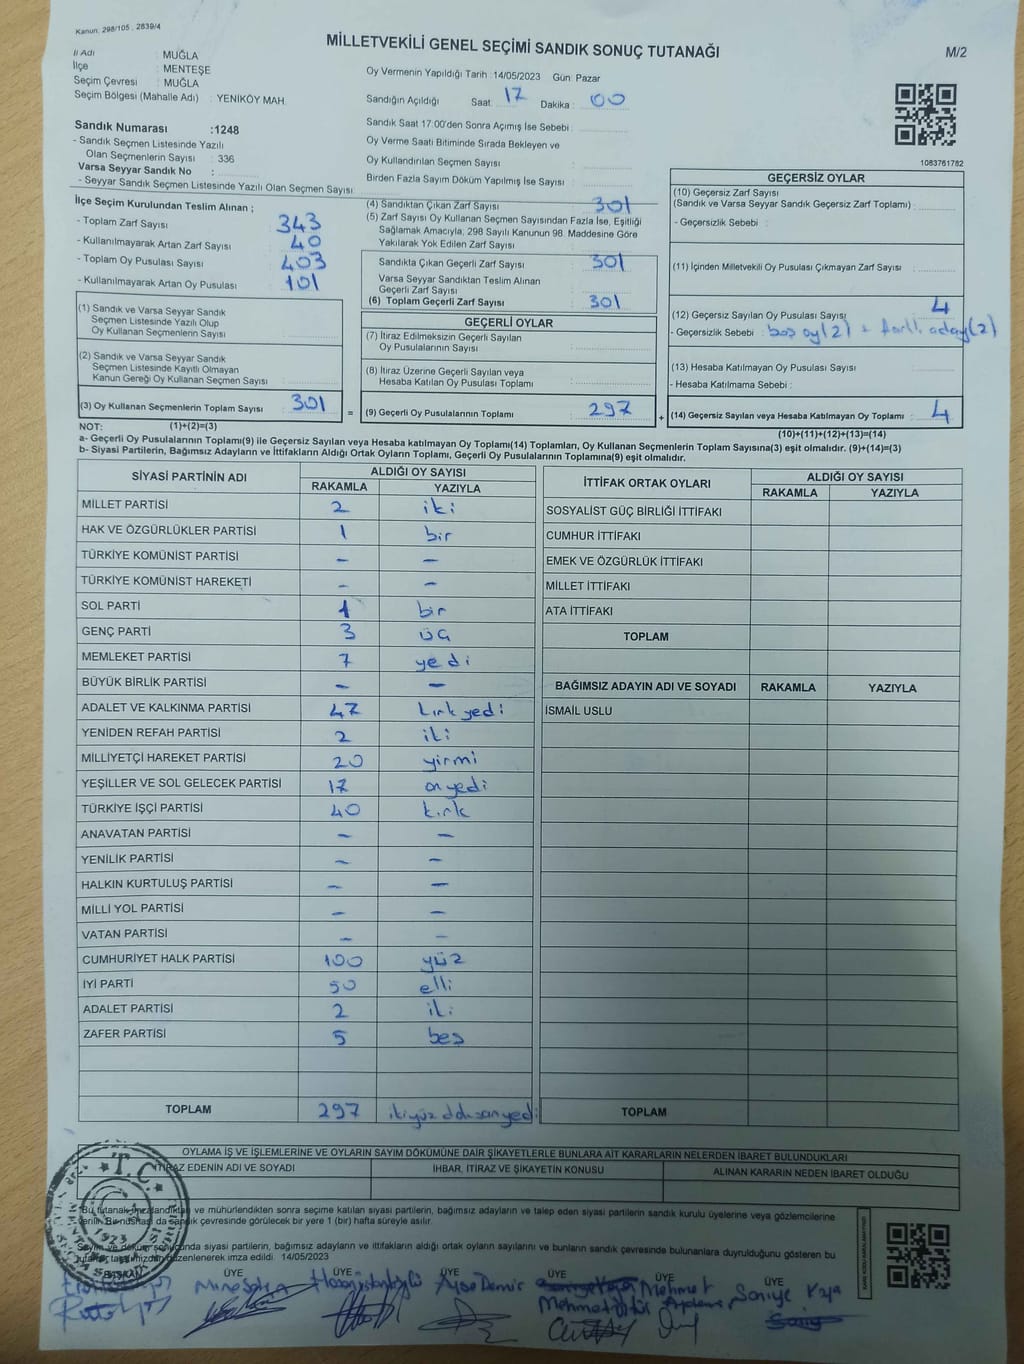 Kanun: 298/105 , 2839/4
MİLLETVEKİLİ GENEL SEÇİMİ SANDIK SONUÇ TUTANAĞI
M/2
İl Adı : MUĞLA
İlçe : MENTEŞE
Seçim Çevresi : MUĞLA
Seçim Bölgesi (Mahalle Adı) : YENİKÖY MAH.
Oy Vermenin Yapıldığı Tarih :14/05/2023 Gün: Pazar
Sandığın Açıldığı Saat: 17 Dakika : 00
Sandık Saat 17:00'den Sonra Açımış İse Sebebi :
Oy Verme Saati Bitiminde Sırada Bekleyen ve
Oy Kullandırılan Seçmen Sayısı :
Birden Fazla Sayım Döküm Yapılmış İse Sayısı :
1083761782
Sandık Numarası :1248
- Sandık Seçmen Listesinde Yazılı
Olan Seçmenlerin Sayısı : 336
Varsa Seyyar Sandık No :
- Seyyar Sandık Seçmen Listesinde Yazılı Olan Seçmen Sayısı :
İlçe Seçim Kurulundan Teslim Alınan ;
- Toplam Zarf Sayısı : 343
- Kullanılmayarak Artan Zarf Sayısı : 40
- Toplam Oy Pusulası Sayısı : 403
- Kullanılmayarak Artan Oy Pusulası : 101
(1) Sandık ve Varsa Seyyar Sandık
Seçmen Listesinde Yazılı Olup
Oy Kullanan Seçmenlerin Sayısı :
(2) Sandık ve Varsa Seyyar Sandık
Seçmen Listesinde Kayıtlı Olmayan
Kanun Gereği Oy Kullanan Seçmen Sayısı :
(3) Oy Kullanan Seçmenlerin Toplam Sayısı : 301
(4) Sandıktan Çıkan Zarf Sayısı : 301
(5) Zarf Sayısı Oy Kullanan Seçmen Sayısından Fazla İse, Eşitliği
Sağlamak Amacıyla, 298 Sayılı Kanunun 98. Maddesine Göre
Yakılarak Yok Edilen Zarf Sayısı :
Sandıkta Çıkan Geçerli Zarf Sayısı : 301
Varsa Seyyar Sandıktan Teslim Alınan
Geçerli Zarf Sayısı :
(6) Toplam Geçerli Zarf Sayısı : 301
GEÇERLİ OYLAR
(7) İtiraz Edilmeksizin Geçerli Sayılan
Oy Pusulalarının Sayısı :
(8) İtiraz Üzerine Geçerli Sayılan veya
Hesaba Katılan Oy Pusulası Toplamı :
= (9) Geçerli Oy Pusulalarının Toplamı : 297
GEÇERSİZ OYLAR
(10) Geçersiz Zarf Sayısı
(Sandık ve Varsa Seyyar Sandık Geçersiz Zarf Toplamı) :
- Geçersizlik Sebebi :
(11) İçinden Milletvekili Oy Pusulası Çıkmayan Zarf Sayısı :
(12) Geçersiz Sayılan Oy Pusulası Sayısı : 4
- Geçersizlik Sebebi : boş oy(2) + farklı aday(2)
(13) Hesaba Katılmayan Oy Pusulası Sayısı :
- Hesaba Katılmama Sebebi :
+ (14) Geçersiz Sayılan veya Hesaba Katılmayan Oy Toplamı : 4
NOT: (1)+(2)=(3)
(10)+(11)+(12)+(13)=(14)
a- Geçerli Oy Pusulalarının Toplamı(9) ile Geçersiz Sayılan veya Hesaba katılmayan Oy Toplamı(14) Toplamları, Oy Kullanan Seçmenlerin Toplam Sayısına(3) eşit olmalıdır. (9)+(14)=(3)
b- Siyasi Partilerin, Bağımsız Adayların ve İttifakların Aldığı Ortak Oyların Toplamı, Geçerli Oy Pusulalarının Toplamına(9) eşit olmalıdır.
SİYASİ PARTİNİN ADI ALDIĞI OY SAYISI
RAKAMLA YAZIYLA
MİLLET PARTİSİ 2 iki
HAK VE ÖZGÜRLÜKLER PARTİSİ 1 bir
TÜRKİYE KOMÜNİST PARTİSİ – –
TÜRKİYE KOMÜNİST HAREKETİ – –
SOL PARTİ 1 bir
GENÇ PARTİ 3 üç
MEMLEKET PARTİSİ 7 yedi
BÜYÜK BİRLİK PARTİSİ – –
ADALET VE KALKINMA PARTİSİ 47 kırk yedi
YENİDEN REFAH PARTİSİ 2 iki
MİLLİYETÇİ HAREKET PARTİSİ 20 yirmi
YEŞİLLER VE SOL GELECEK PARTİSİ 17 on yedi
TÜRKİYE İŞÇİ PARTİSİ 40 kırk
ANAVATAN PARTİSİ – –
YENİLİK PARTİSİ – –
HALKIN KURTULUŞ PARTİSİ – –
MİLLİ YOL PARTİSİ – –
VATAN PARTİSİ – –
CUMHURİYET HALK PARTİSİ 100 yüz
İYİ PARTİ 50 elli
ADALET PARTİSİ 2 iki
ZAFER PARTİSİ 5 beş
TOPLAM 297 ikiyüz doksanyedi
İTTİFAK ORTAK OYLARI ALDIĞI OY SAYISI
RAKAMLA YAZIYLA
SOSYALİST GÜÇ BİRLİĞİ İTTİFAKI
CUMHUR İTTİFAKI
EMEK VE ÖZGÜRLÜK İTTİFAKI
MİLLET İTTİFAKI
ATA İTTİFAKI
TOPLAM
BAĞIMSIZ ADAYIN ADI VE SOYADI RAKAMLA YAZIYLA
İSMAİL USLU
TOPLAM
OYLAMA İŞ VE İŞLEMLERİNE VE OYLARIN SAYIM DÖKÜMÜNE DAİR ŞİKAYETLERLE BUNLARA AİT KARARLARIN NELERDEN İBARET BULUNDUKLARI
İTİRAZ EDENİN ADI VE SOYADI İHBAR, İTİRAZ VE ŞİKAYETİN KONUSU ALINAN KARARIN NEDEN İBARET OLDUĞU
Bu tutanak imzalandıktan ve mühürlendikten sonra seçime katılan siyasi partilerin, bağımsız adayların ve talep eden siyasi partilerin sandık kurulu üyelerine veya gözlemcilerine
verilir. Bir nüshası da sandık çevresinde görülecek bir yere 1 (bir) hafta süreyle asılır.
Sayım ve döküm sonucunda siyasi partilerin, bağımsız adayların ve ittifakların aldığı ortak oyların sayılarını ve bunların sandık çevresinde bulunanlara duyrulduğunu gösteren bu
tutanak tarafımızdan düzenlenerek imza edildi. 14/05/2023
T.C.
1923
BAŞKAN ÜYE ÜYE ÜYE ÜYE ÜYE ÜYE
Ayşe Demir Mehmet Saniye Kaya
Mehmet